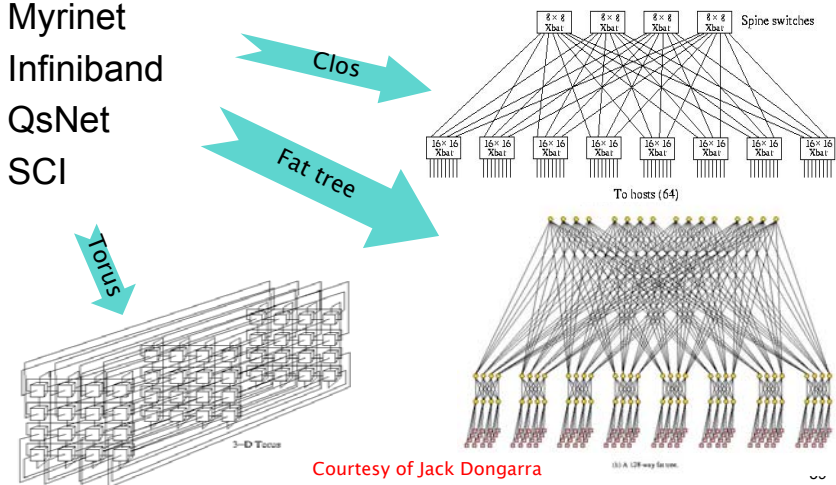 Myrinet
Infiniband
QsNet
SCI
Clos
Fat tree
Torus
8 × 8
Xbar
8 × 8
Xbar
8 × 8
Xbar
8 × 8
Xbar
Spine switches
16 × 16
Xbar
16 × 16
Xbar
16 × 16
Xbar
16 × 16
Xbar
16 × 16
Xbar
16 × 16
Xbar
16 × 16
Xbar
16 × 16
Xbar
To hosts (64)
3-D Torus
(b) A 128-way fat tree.
Courtesy of Jack Dongarra